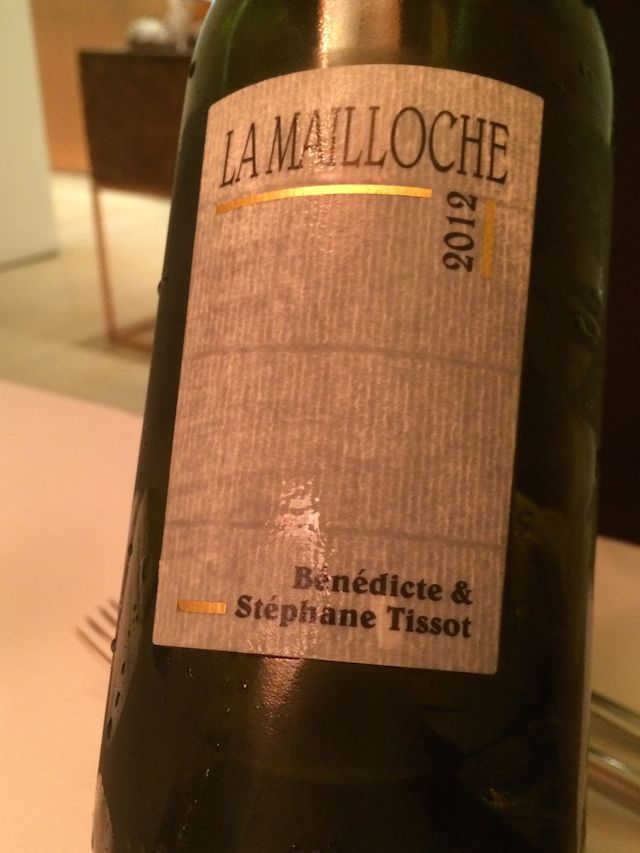 LA MAILLOCHE
2012
Bénédicte &
Stéphane Tissot